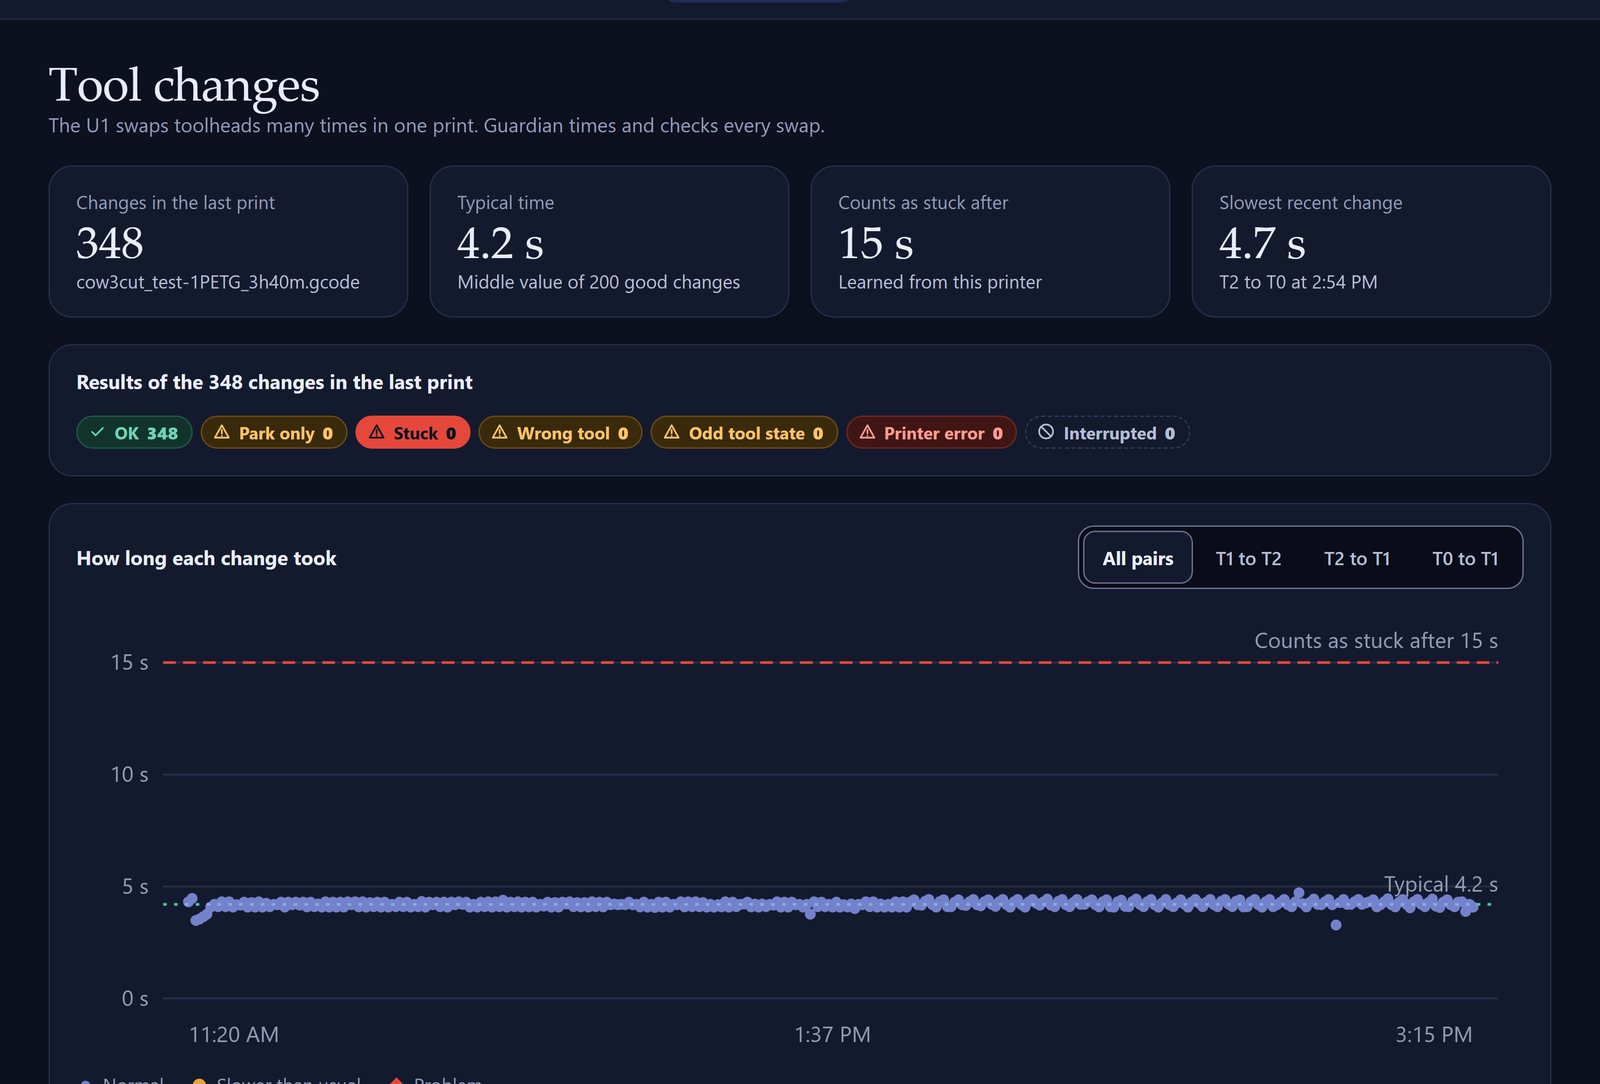 Tool changes
The U1 swaps toolheads many times in one print. Guardian times and checks every swap.
Changes in the last print
348
cow3cut_test-1PETG_3h40m.gcode
Typical time
4.2 s
Middle value of 200 good changes
Counts as stuck after
15 s
Learned from this printer
Slowest recent change
4.7 s
T2 to T0 at 2:54 PM
Results of the 348 changes in the last print
OK 348
Park only 0
Stuck 0
Wrong tool 0
Odd tool state 0
Printer error 0
Interrupted 0
How long each change took
All pairs
T1 to T2
T2 to T1
T0 to T1
Counts as stuck after 15 s
15 s
10 s
Typical 4.2 s
5 s
0 s
11:20 AM
1:37 PM
3:15 PM
Normal
Slower than usual
Problem